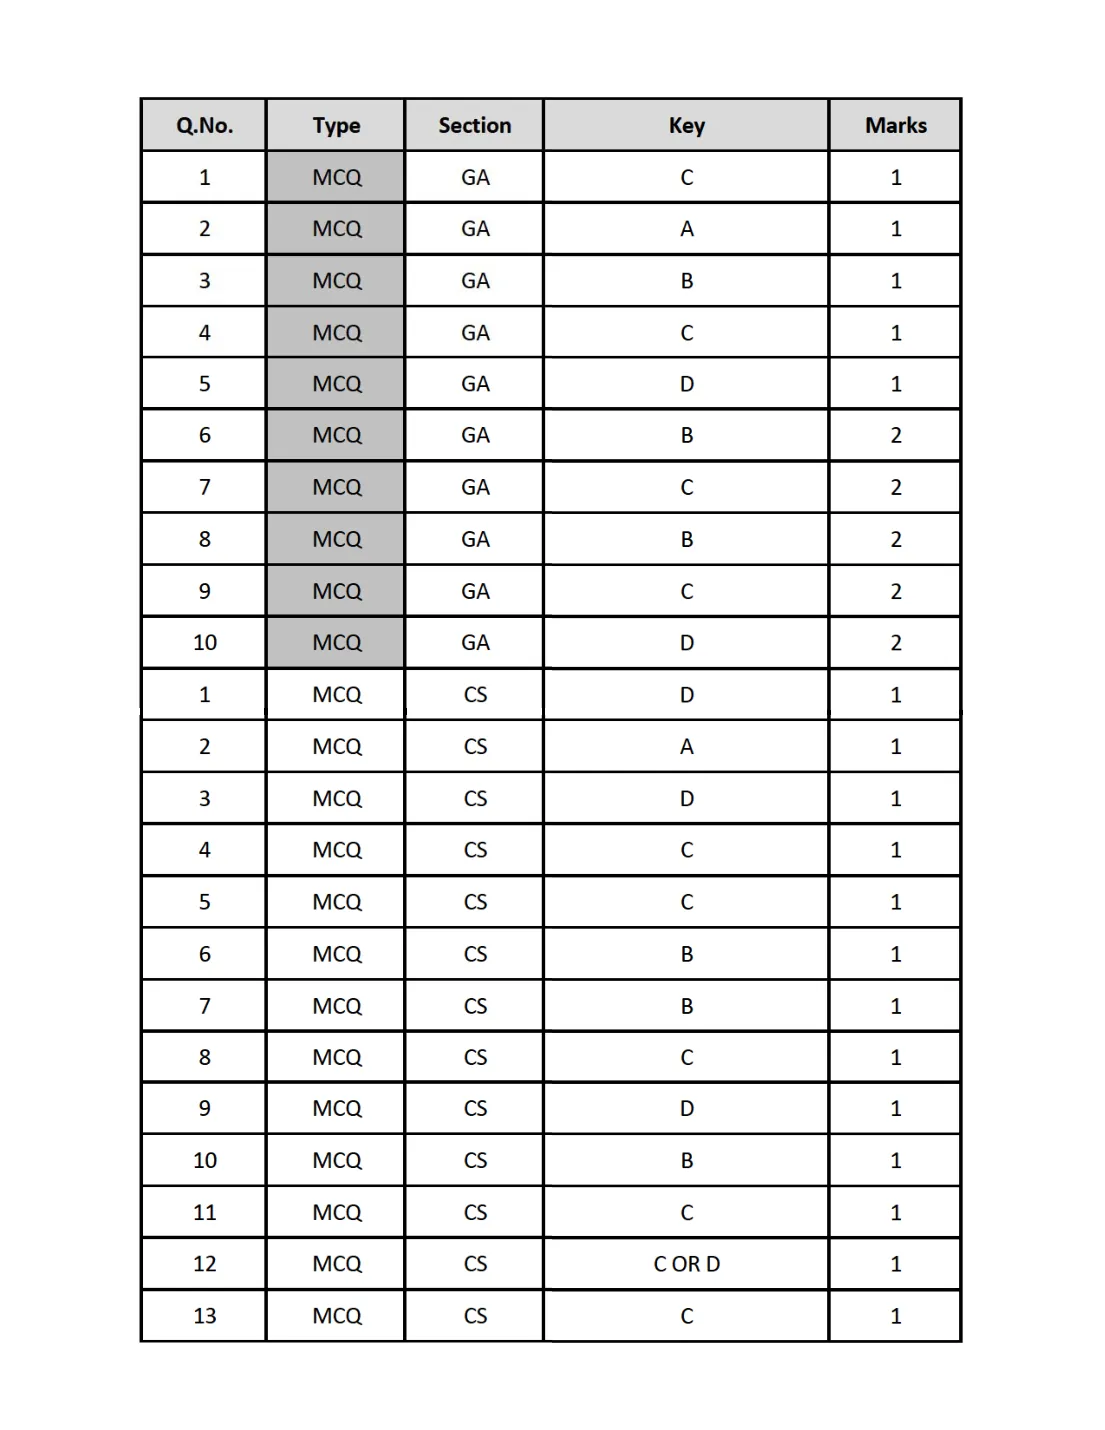 Q.No. Type Section Key Marks
1 MCQ GA C 1
2 MCQ GA A 1
3 MCQ GA B 1
4 MCQ GA C 1
5 MCQ GA D 1
6 MCQ GA B 2
7 MCQ GA C 2
8 MCQ GA B 2
9 MCQ GA C 2
10 MCQ GA D 2
1 MCQ CS D 1
2 MCQ CS A 1
3 MCQ CS D 1
4 MCQ CS C 1
5 MCQ CS C 1
6 MCQ CS B 1
7 MCQ CS B 1
8 MCQ CS C 1
9 MCQ CS D 1
10 MCQ CS B 1
11 MCQ CS C 1
12 MCQ CS C OR D 1
13 MCQ CS C 1